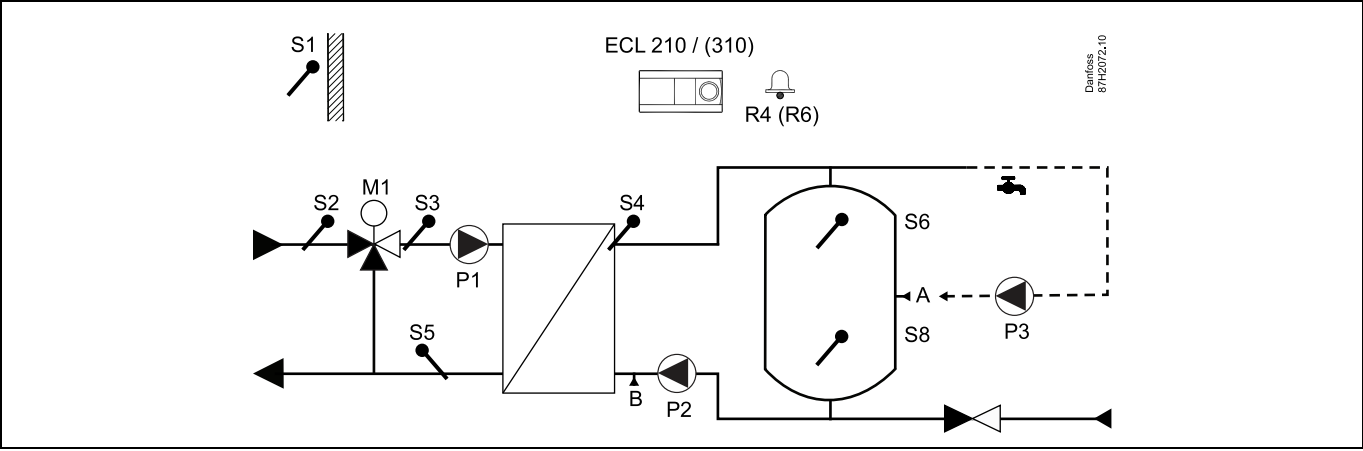 S1
ECL 210 / (310)
Danfoss
87H2072.10
R4 (R6)
M1
S2
S3
S4
S6
P1
A
S5
S8
P3
B
P2